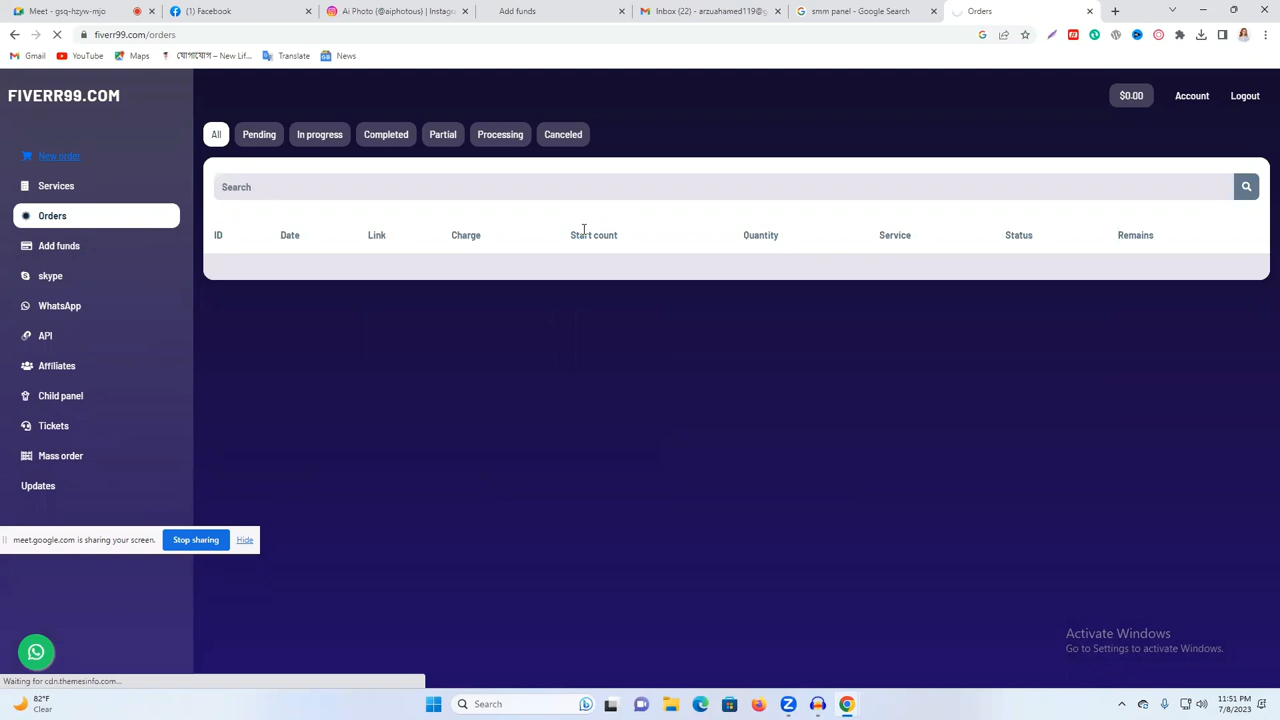 Meet - gsq-hzyw-mjo
(1) Facebook
Ai Photo (@aiphotous) | Instag
Add funds
Inbox (22) - arzuahamed119@g
smm panel - Google Search
Orders
fiverr99.com/orders
Gmail
YouTube
Maps
যোগাযোগ - New Lif...
Translate
News
FIVERR99.COM
$0.00
Account
Logout
All
Pending
In progress
Completed
Partial
Processing
Canceled
New order
Services
Orders
Add funds
skype
WhatsApp
API
Affiliates
Child panel
Tickets
Mass order
Updates
Search
ID Date Link Charge Start count Quantity Service Status Remains
meet.google.com is sharing your screen.
Stop sharing
Hide
Activate Windows
Go to Settings to activate Windows.
Waiting for cdn.themesinfo.com...
82°F
Clear
Search
11:51 PM
7/8/2023